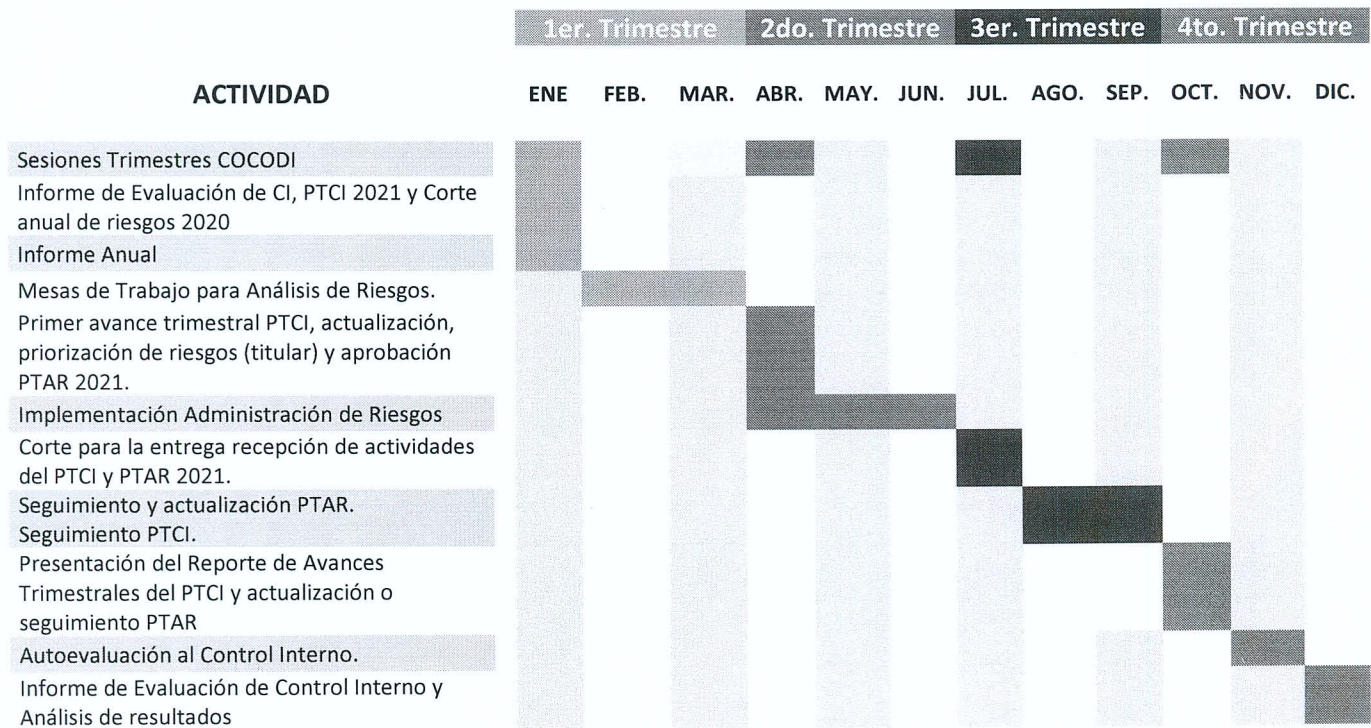 1er. Trimestre 2do. Trimestre 3er. Trimestre 4to. Trimestre
ACTIVIDAD ENE FEB. MAR. ABR. MAY. JUN. JUL. AGO. SEP. OCT. NOV. DIC.
Sesiones Trimestres COCODI
Informe de Evaluación de CI, PTCI 2021 y Corte
anual de riesgos 2020
Informe Anual
Mesas de Trabajo para Análisis de Riesgos.
Primer avance trimestral PTCI, actualización,
priorización de riesgos (titular) y aprobación
PTAR 2021.
Implementación Administración de Riesgos
Corte para la entrega recepción de actividades
del PTCI y PTAR 2021.
Seguimiento y actualización PTAR.
Seguimiento PTCI.
Presentación del Reporte de Avances
Trimestrales del PTCI y actualización o
seguimiento PTAR
Autoevaluación al Control Interno.
Informe de Evaluación de Control Interno y
Análisis de resultados